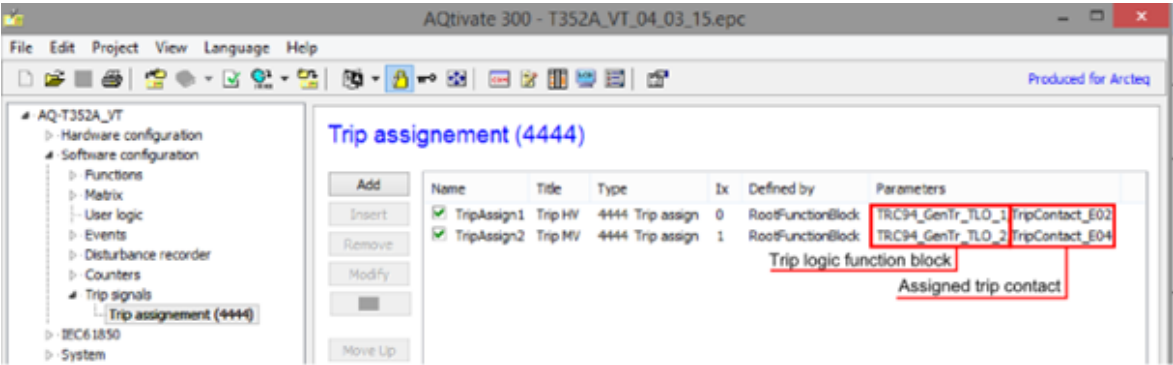 AQtivate 300 - T352A_VT_04_03_15.epc
File Edit Project View Language Help
Produced for Arcteq
AQ-T352A_VT
Hardware configuration
Software configuration
Functions
Matrix
User logic
Events
Disturbance recorder
Counters
Trip signals
Trip assignement (4444)
IEC61850
System
Trip assignement (4444)
Add
Insert
Remove
Modify
Move Up
Name Title Type Ix Defined by Parameters
TripAssign1 Trip HV 4444 Trip assign 0 RootFunctionBlock TRC94_GenTr_TLO_1 TripContact_E02
TripAssign2 Trip MV 4444 Trip assign 1 RootFunctionBlock TRC94_GenTr_TLO_2 TripContact_E04
Trip logic function block
Assigned trip contact